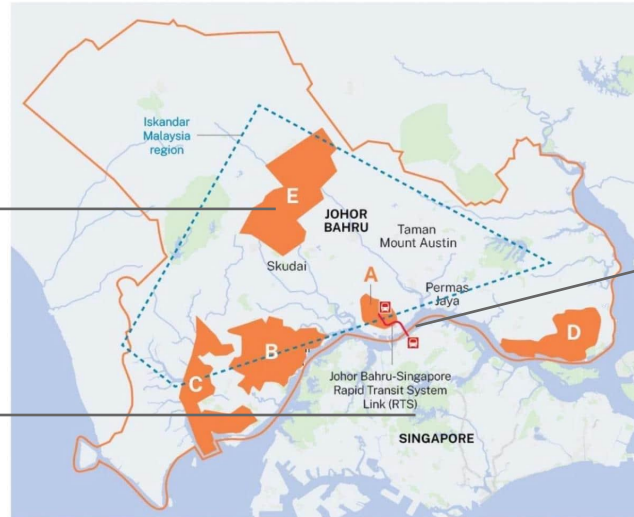 Iskandar
Malaysia
region
E
JOHOR
BAHRU
Taman
Mount Austin
Skudai
A
Permas
Jaya
B
C
D
Johor Bahru-Singapore
Rapid Transit System
Link (RTS)
SINGAPORE